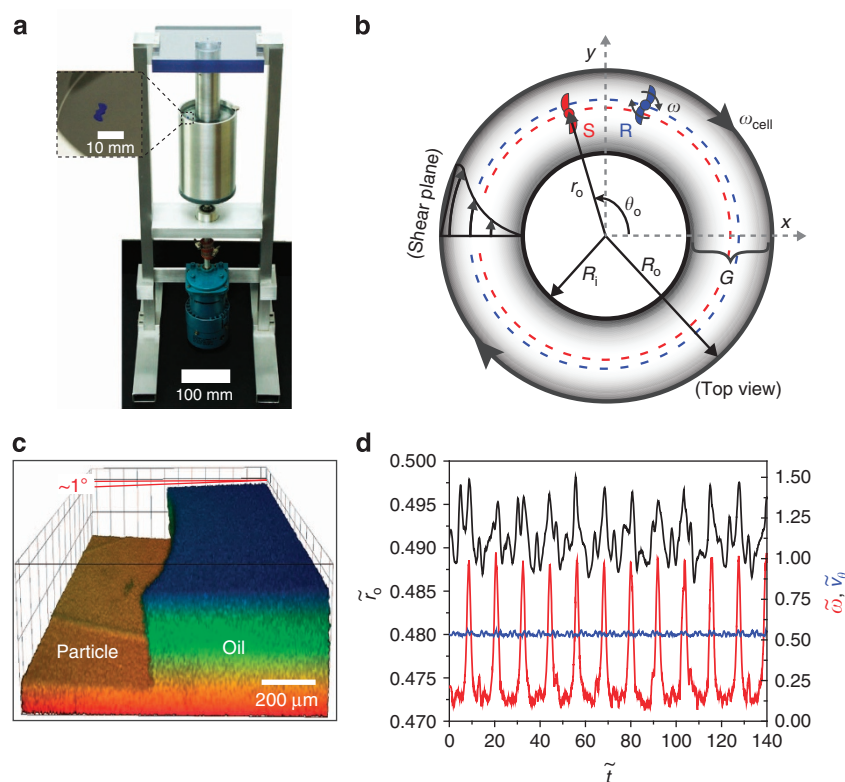 a
10 mm
100 mm
b
y
S
R
ω
ω_cell
(Shear plane)
r_o
θ_o
x
R_i
R_o
G
(Top view)
c
~1°
Particle
Oil
200 μm
d
0.500
0.495
0.490
0.485
0.480
0.475
0.470
r̃_o
1.50
1.25
1.00
0.75
0.50
0.25
0.00
ω̃, ṽ_θ
0 20 40 60 80 100 120 140
t̃